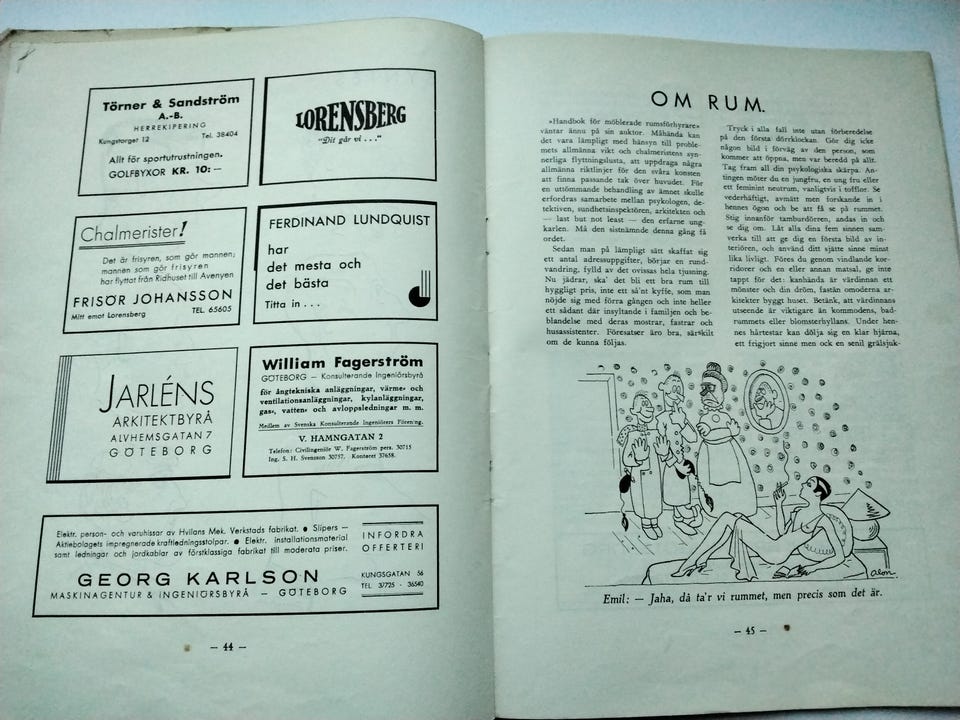 Törner & Sandström
A.-B.
HERREKIPERING
Kungstorget 12 Tel. 38404
Allt för sportutrustningen.
GOLFBYXOR KR. 10:—
LORENSBERG
"Dit går vi . . ."
Chalmerister!
Det är frisyren, som gör mannen;
mannen som gör frisyren
har flyttat från Ridhuset till Avenyen
FRISÖR JOHANSSON
Mitt emot Lorensberg TEL. 65605
FERDINAND LUNDQUIST
har
det mesta och
det bästa
Titta in . . .
JARLÉNS
ARKITEKTBYRÅ
ALVHEMSGATAN 7
GÖTEBORG
William Fagerström
GÖTEBORG — Konsulterande Ingeniörsbyrå
för ångtekniska anläggningar, värme- och
ventilationsanläggningar, kylanläggningar,
gas-, vatten- och avloppsledningar m. m.
Medlem av Svenska Konsulterande Ingeniörers Förening.
V. HAMNGATAN 2
Telefon: Civilingeniör W. Fagerström pers. 30715
Ing. S. H. Svensson 30757. Kontoret 37658.
Elektr. person- och varuhissar av Hvilans Mek. Verkstads fabrikat. ● Slipers —
Aktiebolagets impregnerade kraftledningsstolpar. ● Elektr. installationsmaterial
samt ledningar och jordkablar av förstklassiga fabrikat till moderata priser.
INFORDRA
OFFERTER!
GEORG KARLSON
MASKINAGENTUR & INGENIÖRSBYRÅ — GÖTEBORG
KUNGSGATAN 56
TEL. 37725 - 36540
— 44 —
OM RUM.
»Handbok för möblerade rumsförhyrare»
väntar ännu på sin auktor. Måhända kan
det vara lämpligt med hänsyn till proble-
mets allmänna vikt och chalmeristens syn-
nerliga flyttningslusta, att uppdraga några
allmänna riktlinjer för den svåra konsten
att finna passande tak över huvudet. För
en uttömmande behandling av ämnet skulle
erfordras samarbete mellan psykologen, de-
tektiven, sundhetsinspektören, arkitekten och
— last but not least — den erfarne ung-
karlen. Må den sistnämnde denna gång få
ordet.
Sedan man på lämpligt sätt skaffat sig
ett antal adressuppgifter, börjar en rund-
vandring, fylld av det ovissas hela tjusning.
Nu jädrar, ska' det bli ett bra rum till
hyggligt pris, inte ett så'nt kyffe, som man
nöjde sig med förra gången och inte heller
ett sådant där insyltande i familjen och be-
blandelse med deras mostrar, fastrar och
husassistenter. Föresatser äro bra, särskilt
om de kunna följas.
Tryck i alla fall inte utan förberedelse
på den första dörrklockan. Gör dig icke
någon bild i förväg av den person, som
kommer att öppna, men var beredd på allt.
Tag fram all din psykologiska skärpa. An-
tingen möter du en jungfru, en ung fru eller
ett feminint neutrum, vanligtvis i tofflor. Se
vederhäftigt, avmätt men forskande in i
hennes ögon och be att få se på rummet.
Stig innanför tamburdörren, andas in och
se dig om. Låt alla dina fem sinnen sam-
verka till att ge dig en första bild av in-
teriören, och använd ditt sjätte sinne minst
lika livligt. Föres du genom vindlande kor-
ridorer och en eller annan matsal, ge inte
tappt för det: kanhända är värdinnan ett
mönster och din dröm, fastän omoderna ar-
kitekter byggt huset. Betänk, att värdinnans
utseende är viktigare än kommodens, bad-
rummets eller blomsterhyllans. Under hen-
nes hårtestar kan dölja sig en klar hjärna,
ett frigjort sinne men ock en senil grälsjuk-
alon.
Emil: — Jaha, då ta'r vi rummet, men precis som det är.
— 45 —